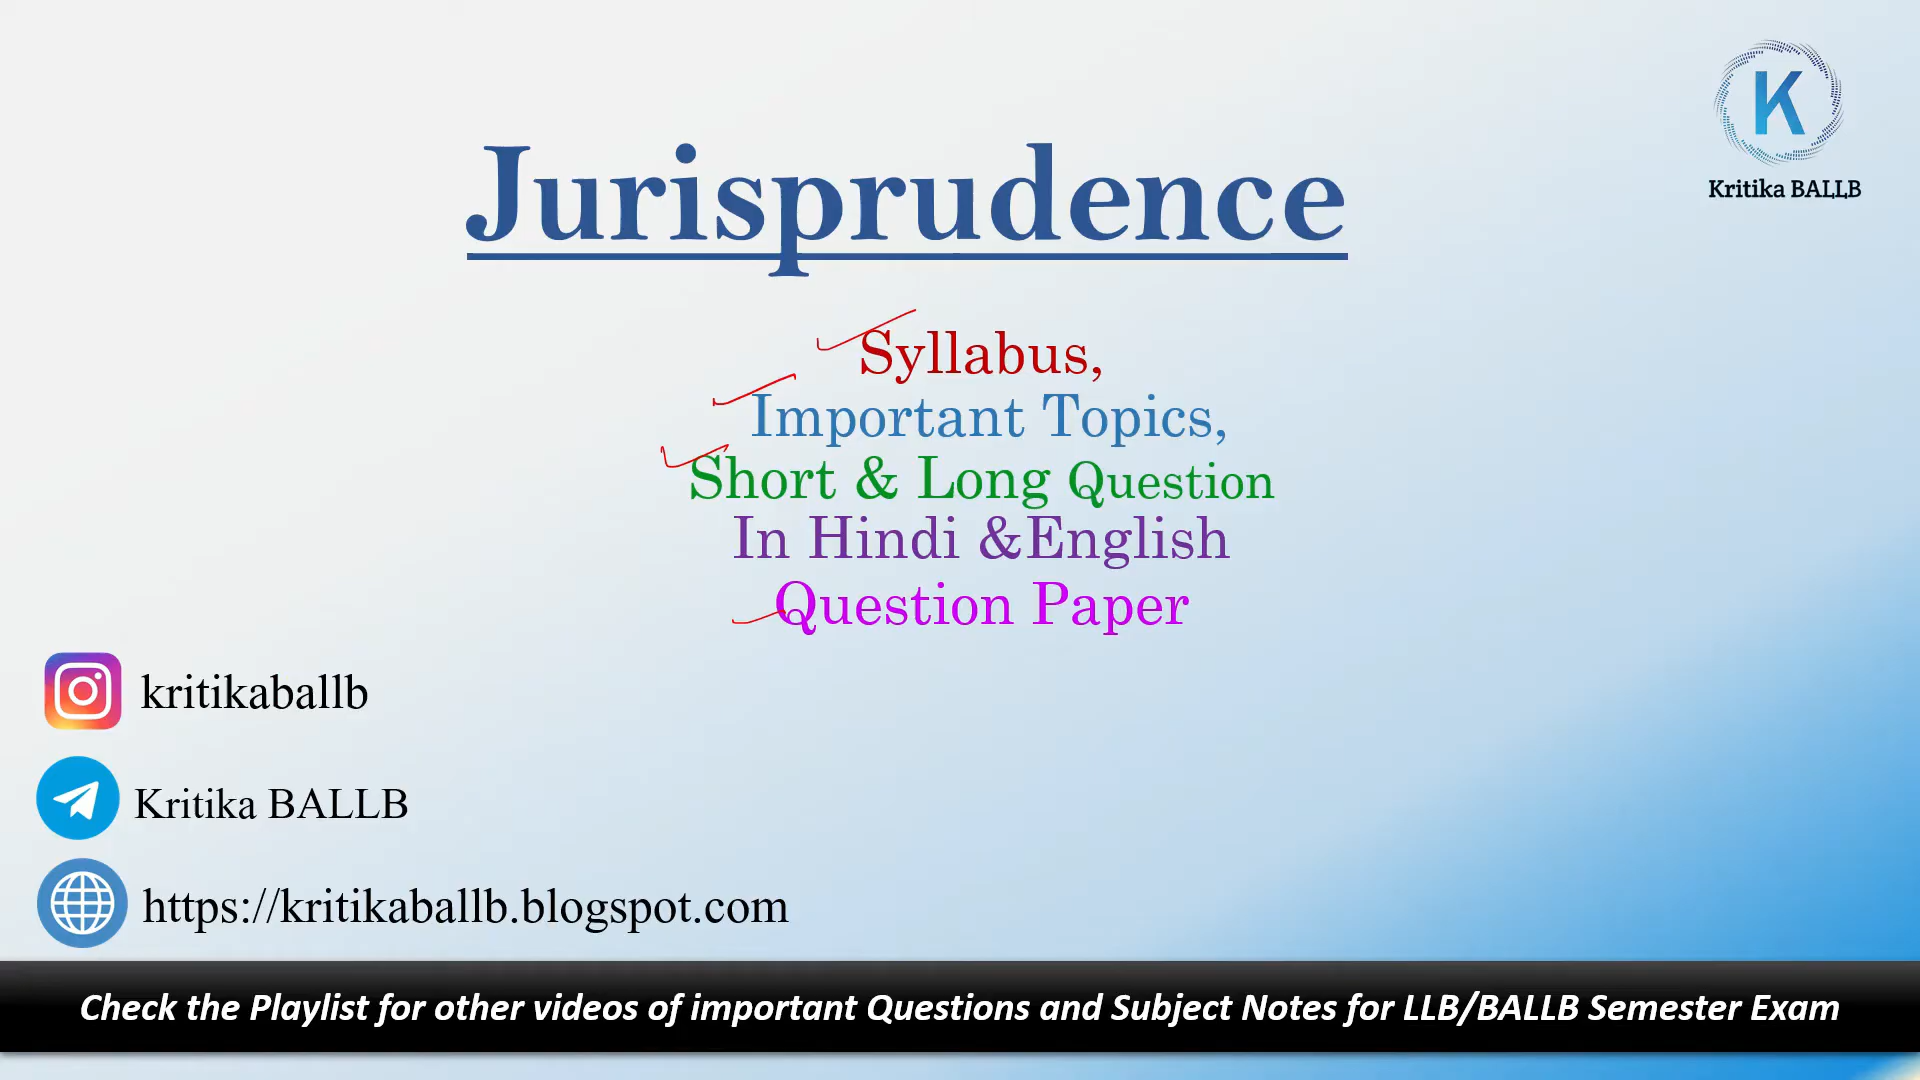 K
Kritika BALLB
Jurisprudence
Syllabus,
Important Topics,
Short & Long Question
In Hindi &English
Question Paper
kritikaballb
Kritika BALLB
https://kritikaballb.blogspot.com
Check the Playlist for other videos of important Questions and Subject Notes for LLB/BALLB Semester Exam